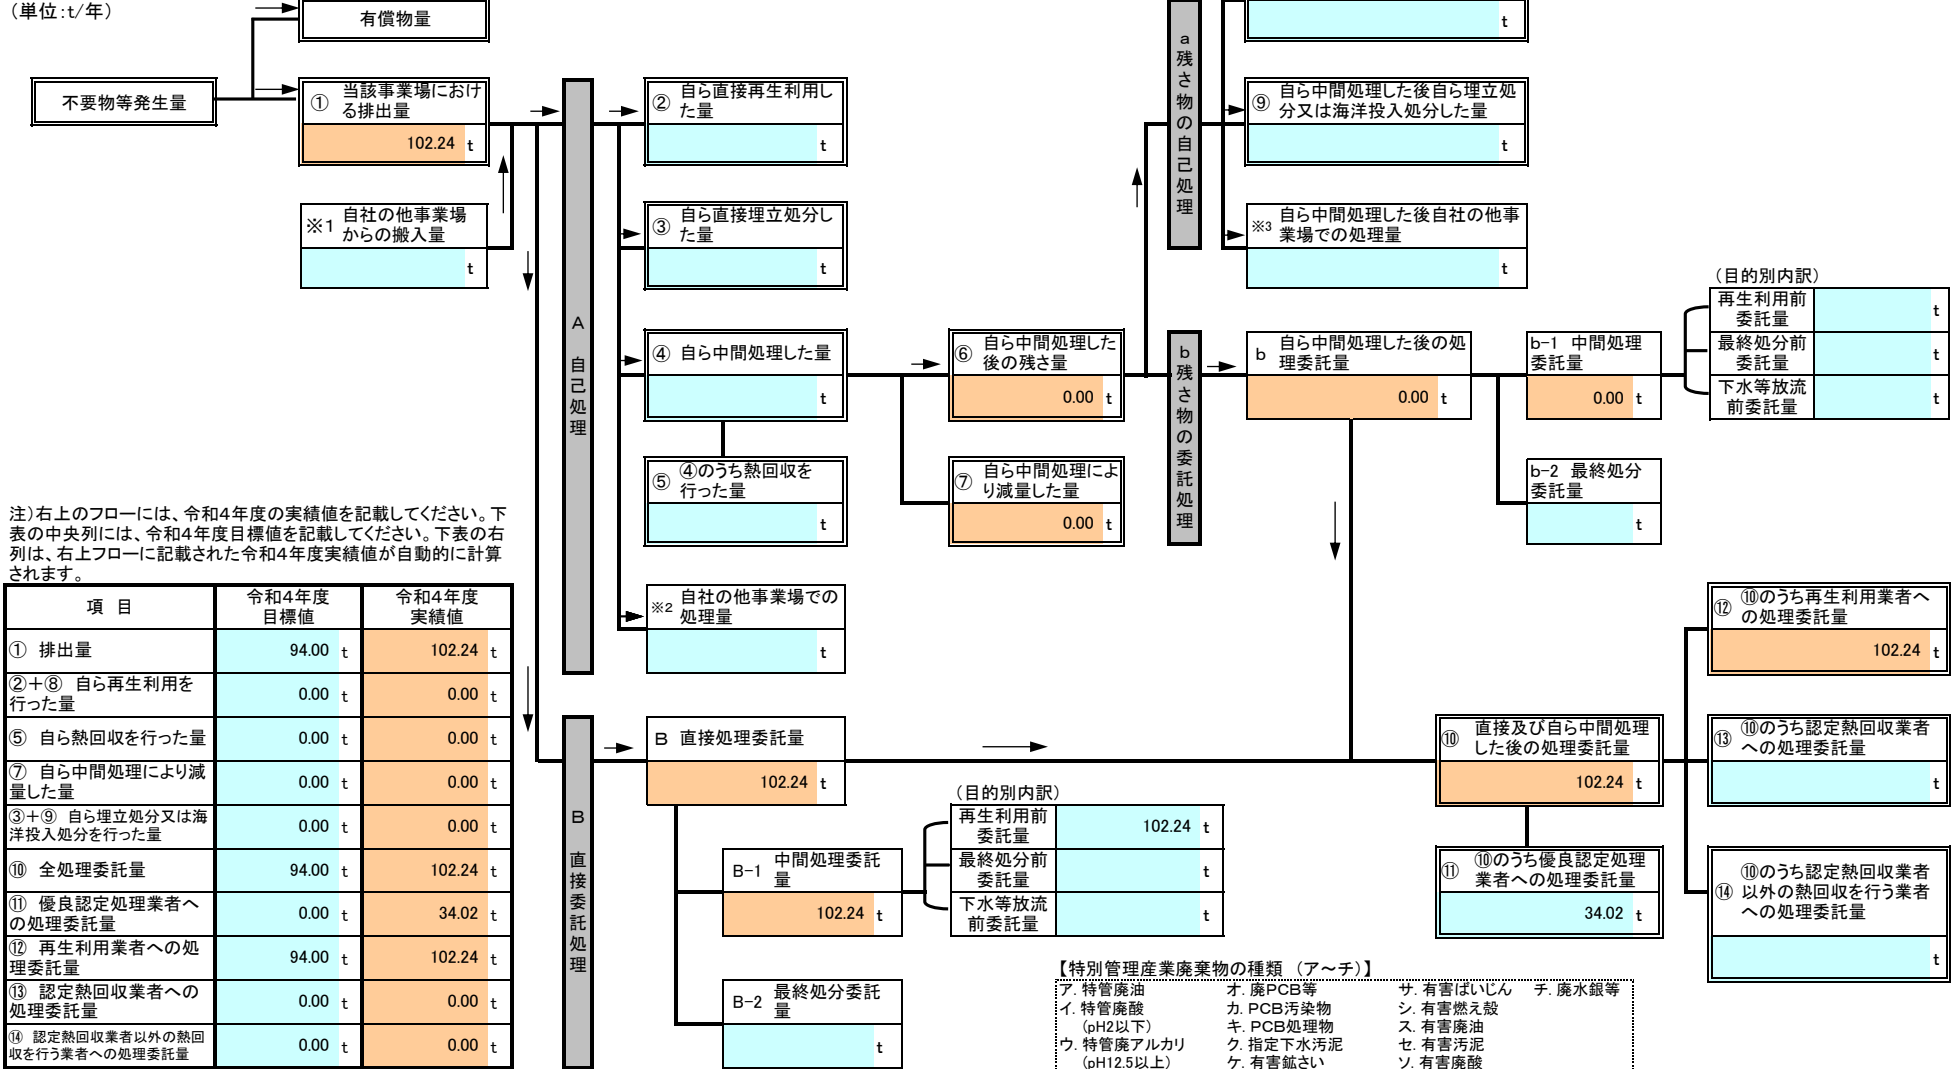 （単位:t/年）
有償物量
不要物等発生量
① 当該事業場におけ
る排出量
102.24 t
※1 自社の他事業場
からの搬入量
t
A 自己処理
② 自ら直接再生利用し
た量
t
③ 自ら直接埋立処分し
た量
t
④ 自ら中間処理した量
t
⑤ ④のうち熱回収を
行った量
t
※2 自社の他事業場での
処理量
t
⑥ 自ら中間処理した
後の残さ量
0.00 t
⑦ 自ら中間処理によ
り減量した量
0.00 t
a 残さ物の自己処理
t
⑨ 自ら中間処理した後自ら埋立処
分又は海洋投入処分した量
t
※3 自ら中間処理した後自社の他事
業場での処理量
t
b 残さ物の委託処理
b 自ら中間処理した後の処
理委託量
0.00 t
b-1 中間処理
委託量
0.00 t
b-2 最終処分
委託量
t
（目的別内訳）
再生利用前
委託量 t
最終処分前
委託量 t
下水等放流
前委託量 t
注）右上のフローには、令和4年度の実績値を記載してください。下
表の中央列には、令和4年度目標値を記載してください。下表の右
列は、右上フローに記載された令和4年度実績値が自動的に計算
されます。
項 目 令和4年度
目標値 令和4年度
実績値
① 排出量 94.00 t 102.24 t
②＋⑧ 自ら再生利用を
行った量 0.00 t 0.00 t
⑤ 自ら熱回収を行った量 0.00 t 0.00 t
⑦ 自ら中間処理により減
量した量 0.00 t 0.00 t
③＋⑨ 自ら埋立処分又は海
洋投入処分を行った量 0.00 t 0.00 t
⑩ 全処理委託量 94.00 t 102.24 t
⑪ 優良認定処理業者へ
の処理委託量 0.00 t 34.02 t
⑫ 再生利用業者への処
理委託量 94.00 t 102.24 t
⑬ 認定熱回収業者への
処理委託量 0.00 t 0.00 t
⑭ 認定熱回収業者以外の熱回
収を行う業者への処理委託量 0.00 t 0.00 t
B 直接委託処理
B 直接処理委託量
102.24 t
B-1 中間処理委託
量
102.24 t
B-2 最終処分委託
量
t
（目的別内訳）
再生利用前
委託量 102.24 t
最終処分前
委託量 t
下水等放流
前委託量 t
⑩ 直接及び自ら中間処理
した後の処理委託量
102.24 t
⑪ ⑩のうち優良認定処理
業者への処理委託量
34.02 t
⑫ ⑩のうち再生利用業者へ
の処理委託量
102.24 t
⑬ ⑩のうち認定熱回収業者
への処理委託量
t
⑭ ⑩のうち認定熱回収業者
以外の熱回収を行う業者
への処理委託量
t
【特別管理産業廃棄物の種類 （ア～チ）】
ア. 特管廃油 オ. 廃PCB等 サ. 有害ばいじん チ. 廃水銀等
イ. 特管廃酸 カ. PCB汚染物 シ. 有害燃え殻
（pH2以下） キ. PCB処理物 ス. 有害廃油
ウ. 特管廃アルカリ ク. 指定下水汚泥 セ. 有害汚泥
（pH12.5以上） ケ. 有害鉱さい ソ. 有害廃酸